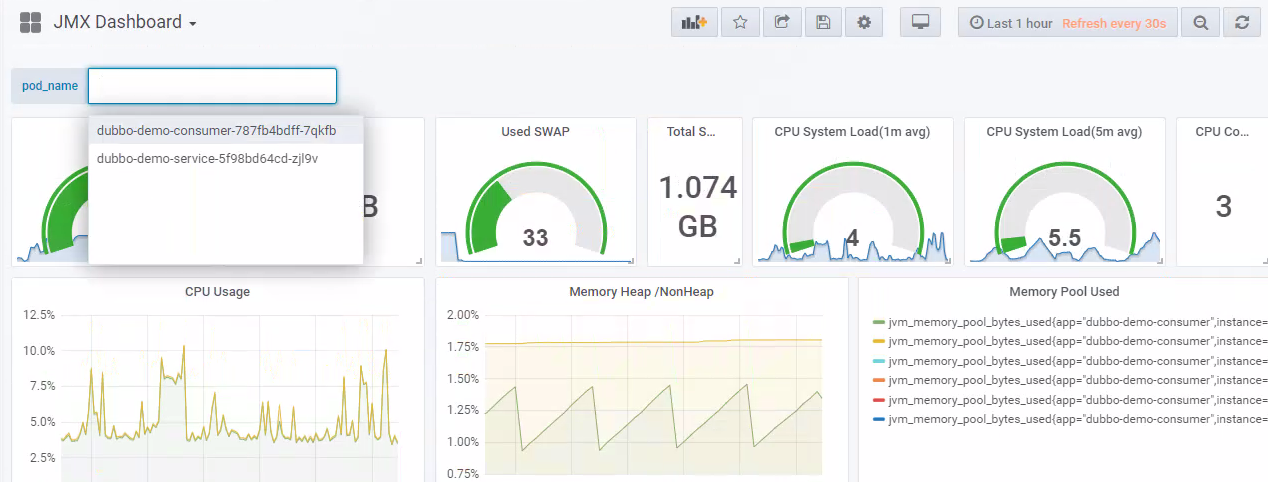 JMX Dashboard
Last 1 hour Refresh every 30s
pod_name
dubbo-demo-consumer-787fb4bdff-7qkfb
dubbo-demo-service-5f98bd64cd-zjl9v
B
Used SWAP
33
Total S...
1.074
GB
CPU System Load(1m avg)
4
CPU System Load(5m avg)
5.5
CPU Co...
3
CPU Usage
12.5%
10.0%
7.5%
5.0%
2.5%
Memory Heap /NonHeap
2.00%
1.75%
1.50%
1.25%
1.00%
0.75%
Memory Pool Used
jvm_memory_pool_bytes_used{app="dubbo-demo-consumer",instance=
jvm_memory_pool_bytes_used{app="dubbo-demo-consumer",instance=
jvm_memory_pool_bytes_used{app="dubbo-demo-consumer",instance=
jvm_memory_pool_bytes_used{app="dubbo-demo-consumer",instance=
jvm_memory_pool_bytes_used{app="dubbo-demo-consumer",instance=
jvm_memory_pool_bytes_used{app="dubbo-demo-consumer",instance=